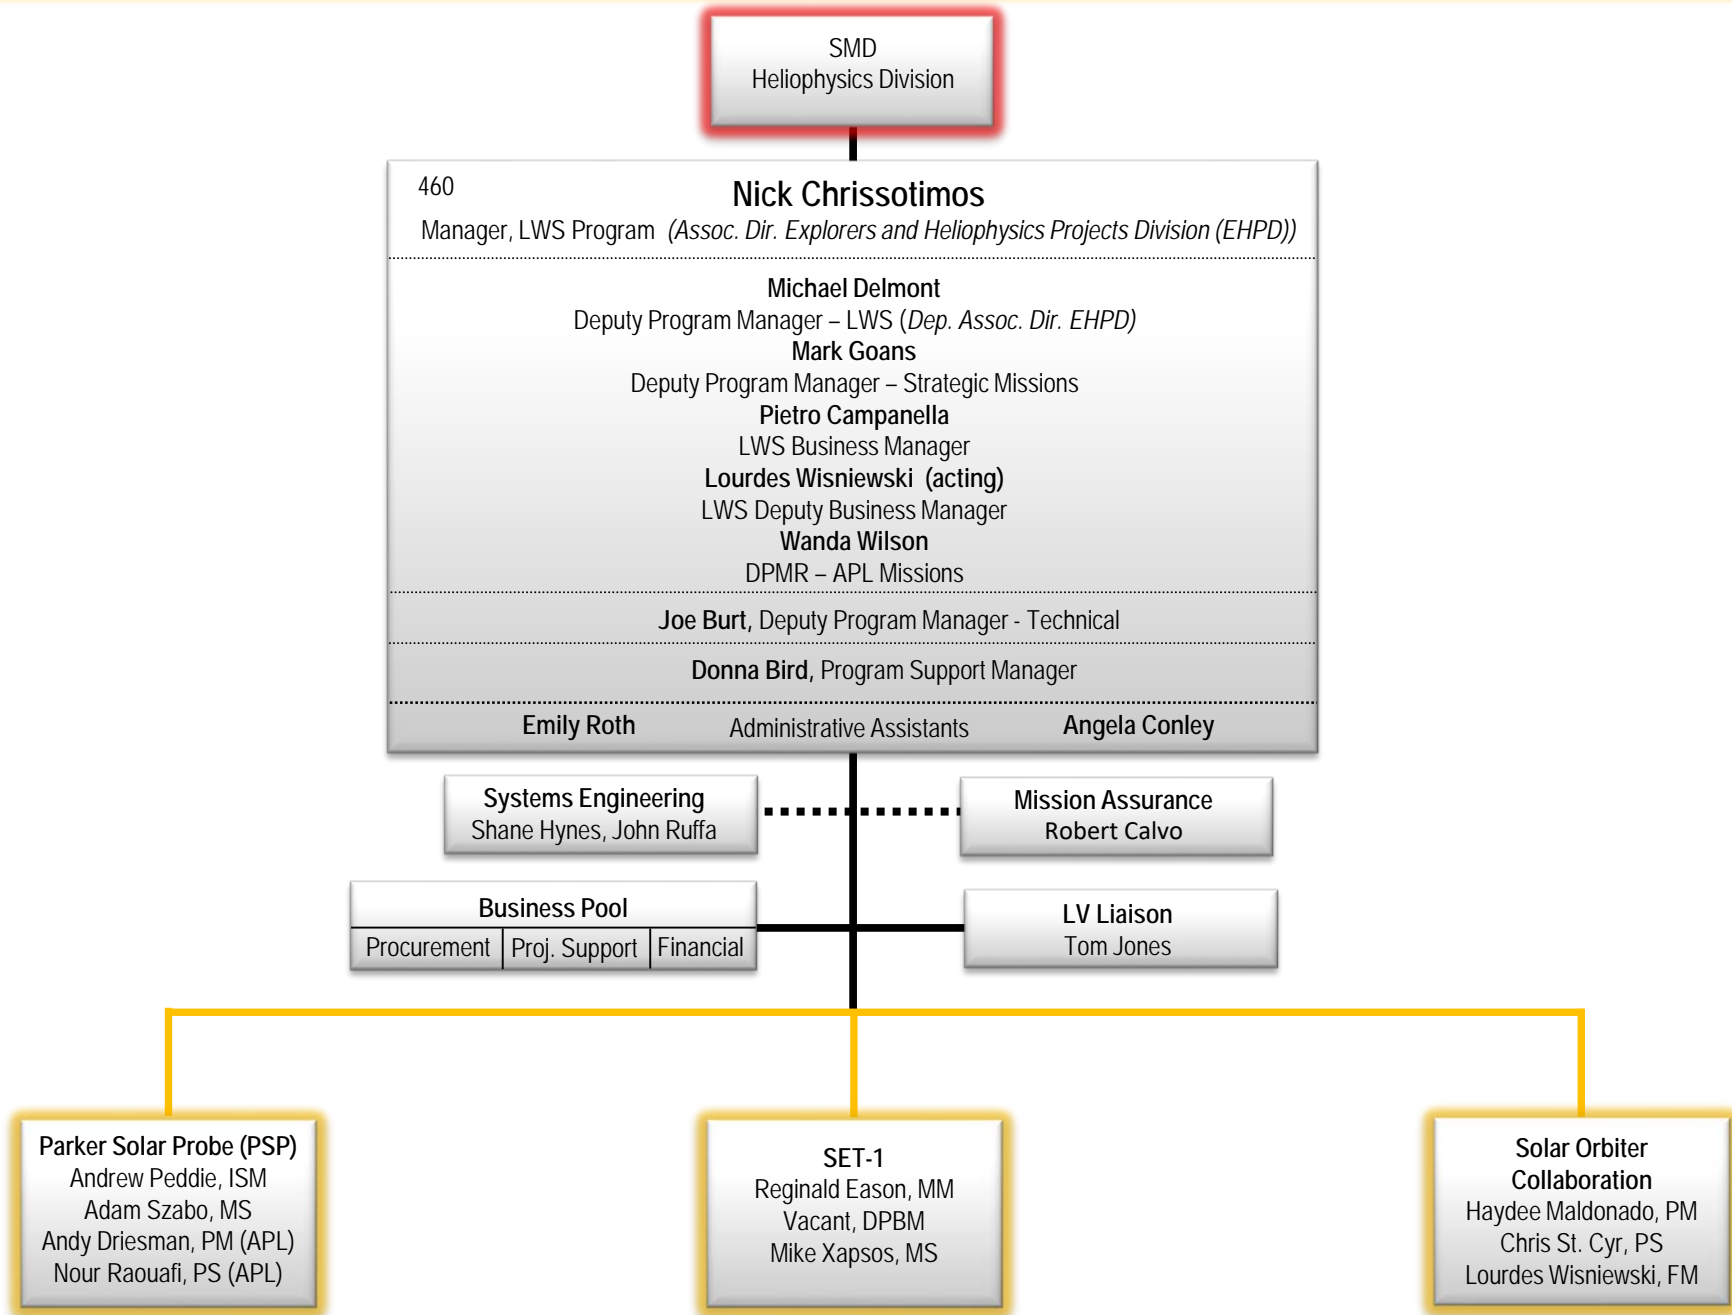 SMD
Heliophysics Division
460
Nick Chrissotimos
Manager, LWS Program (Assoc. Dir. Explorers and Heliophysics Projects Division (EHPD))
Michael Delmont
Deputy Program Manager – LWS (Dep. Assoc. Dir. EHPD)
Mark Goans
Deputy Program Manager – Strategic Missions
Pietro Campanella
LWS Business Manager
Lourdes Wisniewski (acting)
LWS Deputy Business Manager
Wanda Wilson
DPMR – APL Missions
Joe Burt, Deputy Program Manager - Technical
Donna Bird, Program Support Manager
Emily Roth Administrative Assistants Angela Conley
Systems Engineering
Shane Hynes, John Ruffa
Mission Assurance
Robert Calvo
Business Pool
Procurement Proj. Support Financial
LV Liaison
Tom Jones
Parker Solar Probe (PSP)
Andrew Peddie, ISM
Adam Szabo, MS
Andy Driesman, PM (APL)
Nour Raouafi, PS (APL)
SET-1
Reginald Eason, MM
Vacant, DPBM
Mike Xapsos, MS
Solar Orbiter
Collaboration
Haydee Maldonado, PM
Chris St. Cyr, PS
Lourdes Wisniewski, FM